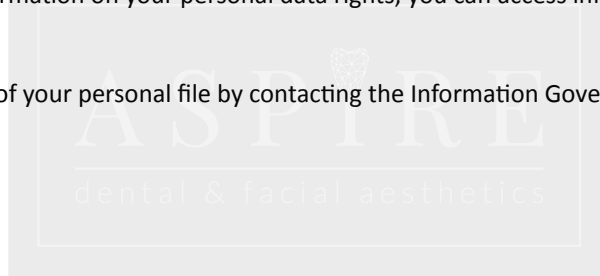 rmation on your personal data rights, you can access inf
of your personal file by contacting the Information Gove
ASPIRE
dental & facial aesthetics